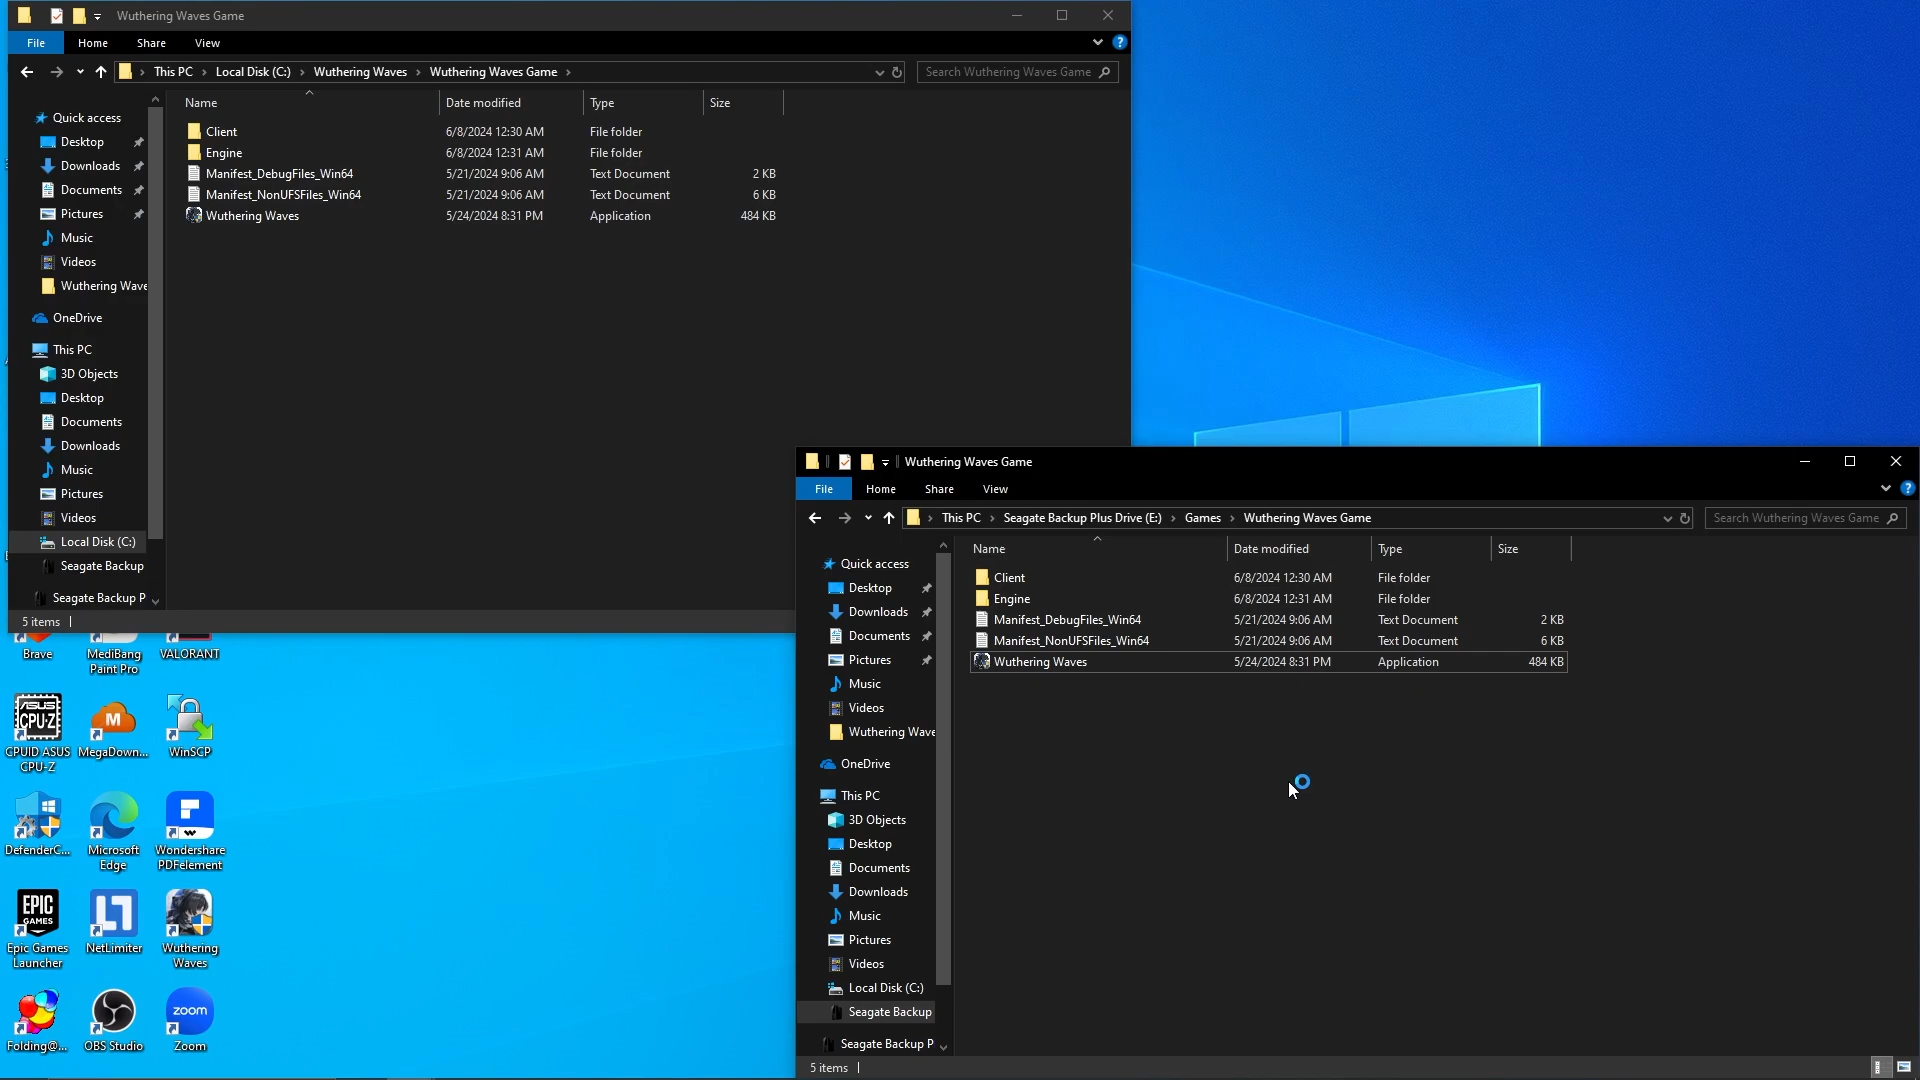 Wuthering Waves Game
File Home Share View
This PC Local Disk (C:) Wuthering Waves Wuthering Waves Game
Search Wuthering Waves Game
Name Date modified Type Size
Quick access
Desktop
Downloads
Documents
Pictures
Music
Videos
Wuthering Wave
OneDrive
This PC
3D Objects
Desktop
Documents
Downloads
Music
Pictures
Videos
Local Disk (C:)
Seagate Backup
Seagate Backup P
Client 6/8/2024 12:30 AM File folder
Engine 6/8/2024 12:31 AM File folder
Manifest_DebugFiles_Win64 5/21/2024 9:06 AM Text Document 2 KB
Manifest_NonUFSFiles_Win64 5/21/2024 9:06 AM Text Document 6 KB
Wuthering Waves 5/24/2024 8:31 PM Application 484 KB
5 items
Wuthering Waves Game
File Home Share View
This PC Seagate Backup Plus Drive (E:) Games Wuthering Waves Game
Search Wuthering Waves Game
Name Date modified Type Size
Quick access
Desktop
Downloads
Documents
Pictures
Music
Videos
Wuthering Wave
OneDrive
This PC
3D Objects
Desktop
Documents
Downloads
Music
Pictures
Videos
Local Disk (C:)
Seagate Backup
Seagate Backup P
Client 6/8/2024 12:30 AM File folder
Engine 6/8/2024 12:31 AM File folder
Manifest_DebugFiles_Win64 5/21/2024 9:06 AM Text Document 2 KB
Manifest_NonUFSFiles_Win64 5/21/2024 9:06 AM Text Document 6 KB
Wuthering Waves 5/24/2024 8:31 PM Application 484 KB
5 items
Brave
MediBang
Paint Pro
VALORANT
ASUS
CPU-Z
CPUID ASUS
CPU-Z
M
MegaDown...
WinSCP
DefenderC...
Microsoft
Edge
Wondershare
PDFelement
EPIC
GAMES
Epic Games
Launcher
NetLimiter
Wuthering
Waves
Folding@...
OBS Studio
zoom
Zoom